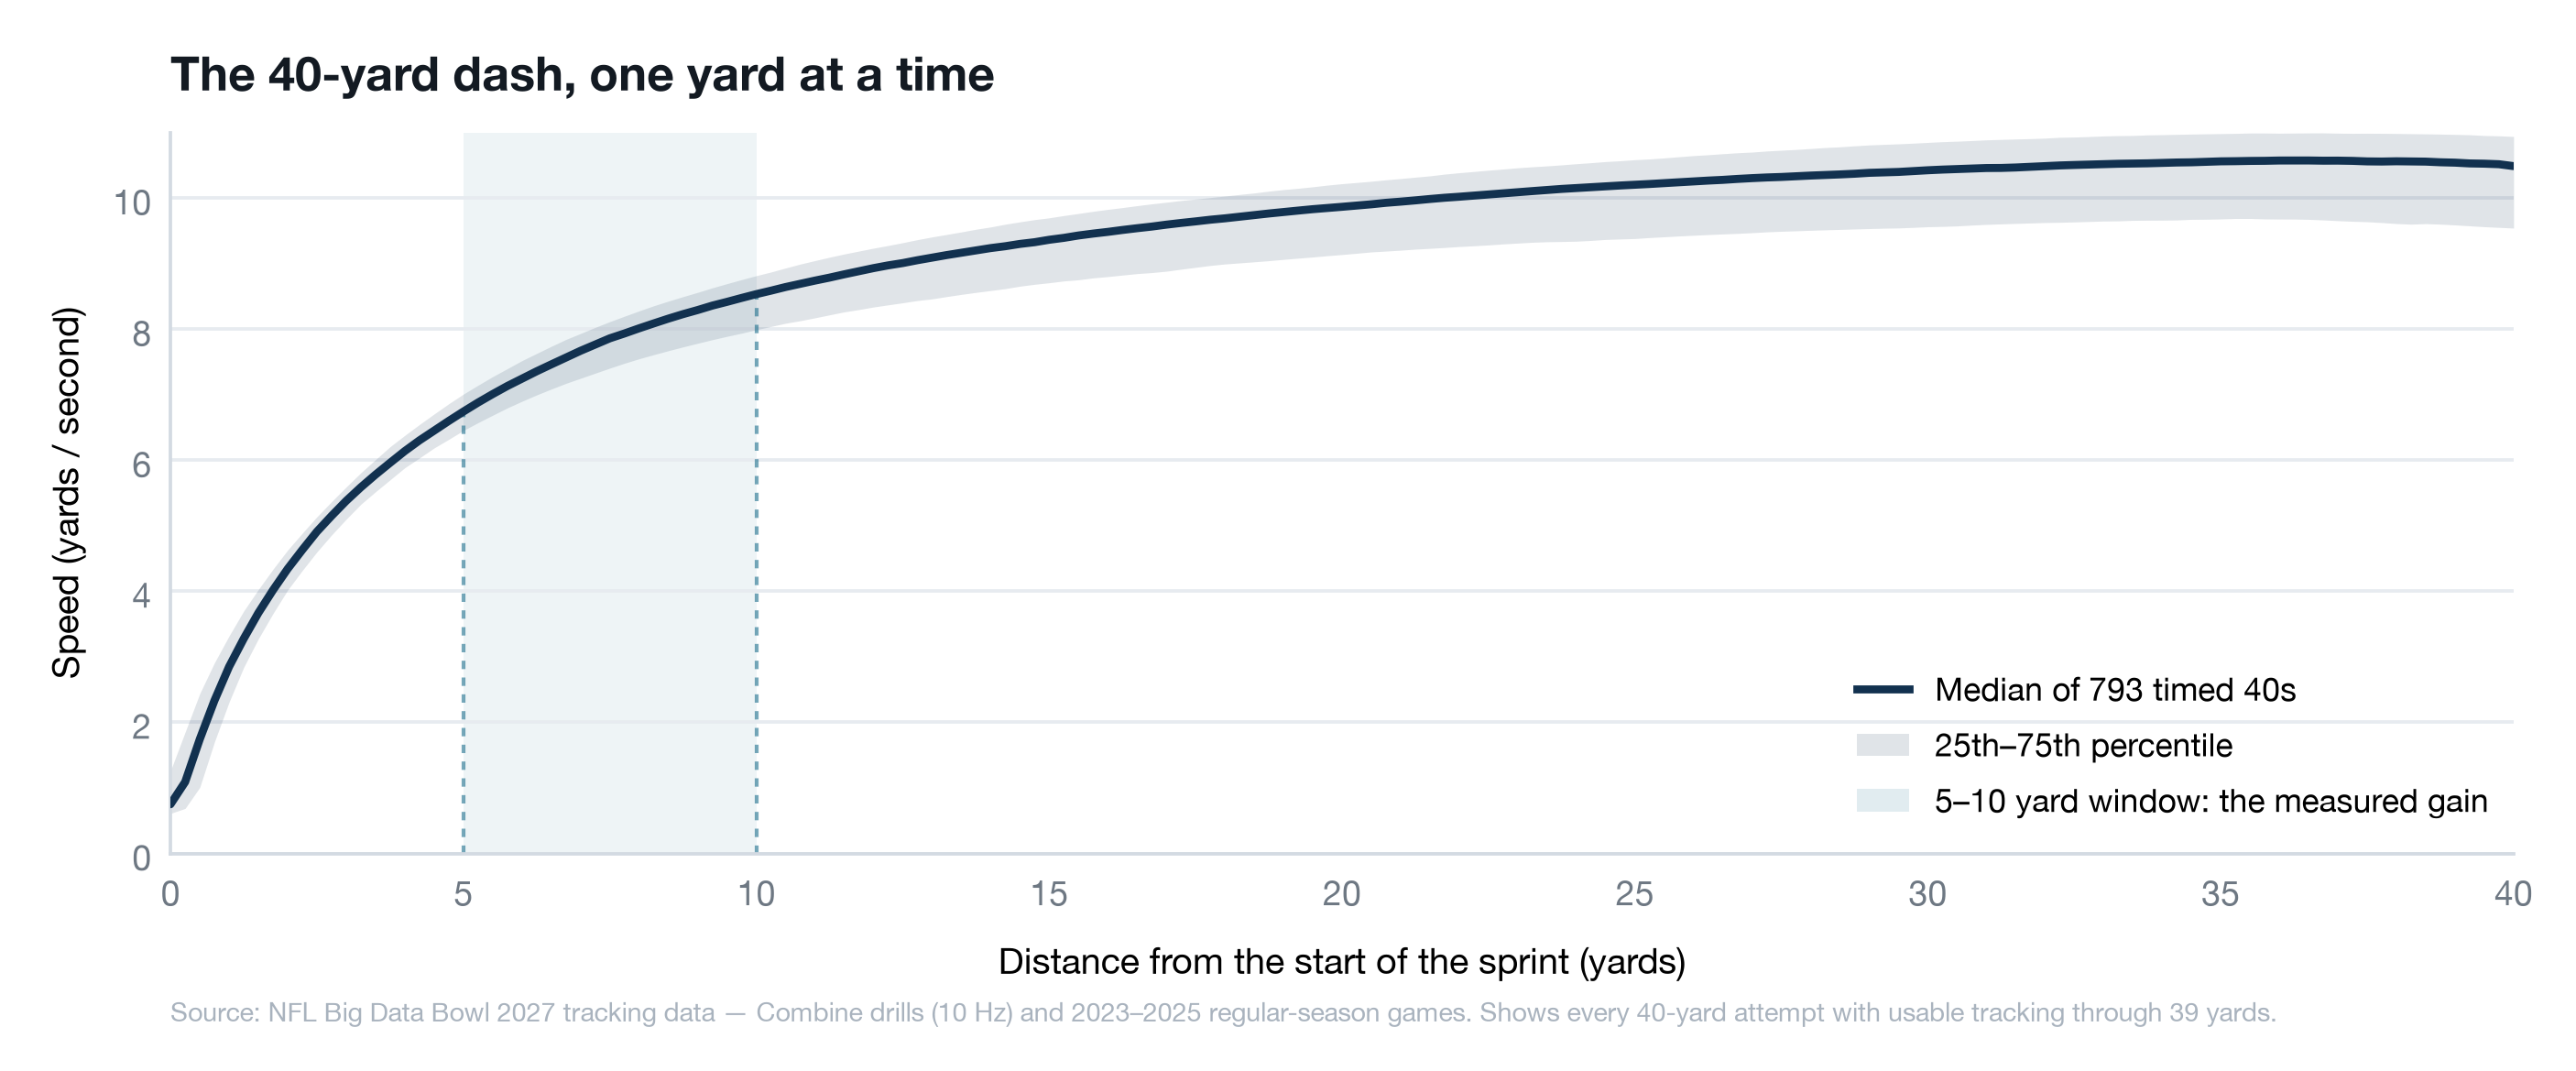 The 40-yard dash, one yard at a time
Speed (yards / second)
10
8
6
4
2
0
Median of 793 timed 40s
25th–75th percentile
5–10 yard window: the measured gain
0 5 10 15 20 25 30 35 40
Distance from the start of the sprint (yards)
Source: NFL Big Data Bowl 2027 tracking data — Combine drills (10 Hz) and 2023–2025 regular-season games. Shows every 40-yard attempt with usable tracking through 39 yards.